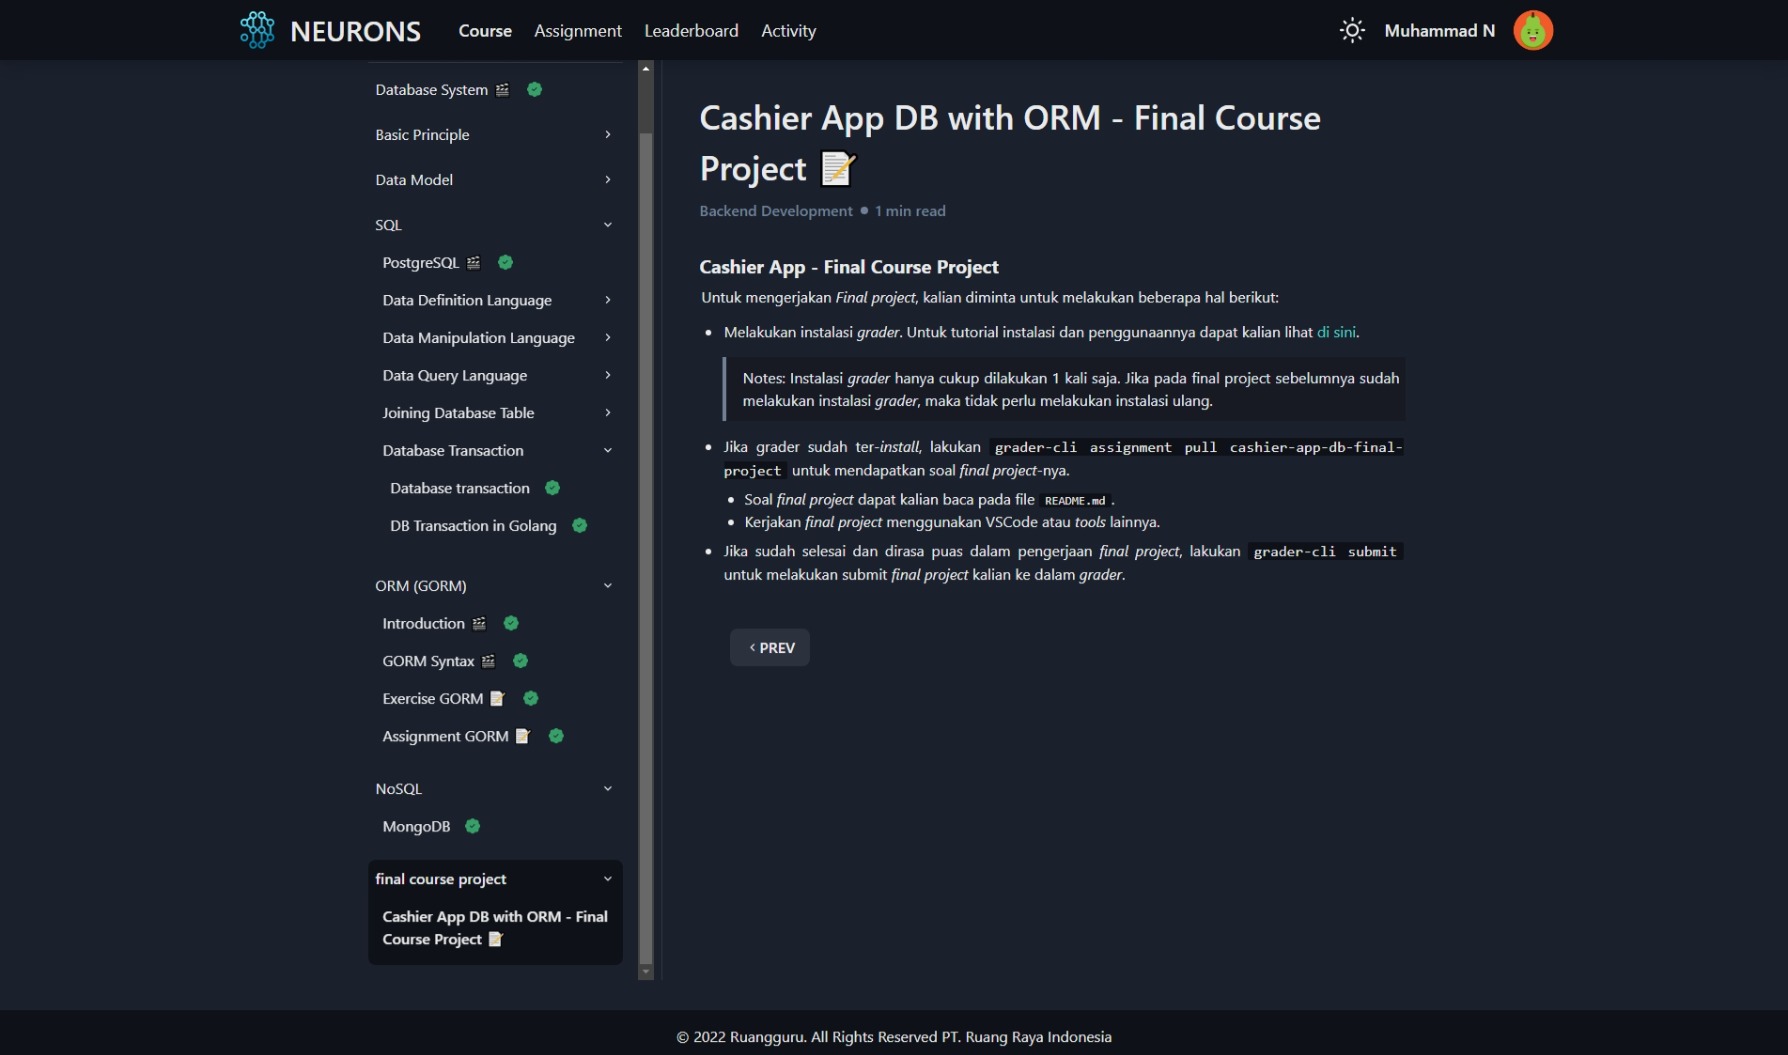 NEURONS
Course
Assignment
Leaderboard
Activity
Muhammad N
Database System
Basic Principle
Data Model
SQL
PostgreSQL
Data Definition Language
Data Manipulation Language
Data Query Language
Joining Database Table
Database Transaction
Database transaction
DB Transaction in Golang
ORM (GORM)
Introduction
GORM Syntax
Exercise GORM
Assignment GORM
NoSQL
MongoDB
final course project
Cashier App DB with ORM - Final
Course Project
Cashier App DB with ORM - Final Course
Project
Backend Development • 1 min read
Cashier App - Final Course Project
Untuk mengerjakan Final project, kalian diminta untuk melakukan beberapa hal berikut:
• Melakukan instalasi grader. Untuk tutorial instalasi dan penggunaannya dapat kalian lihat di sini.
Notes: Instalasi grader hanya cukup dilakukan 1 kali saja. Jika pada final project sebelumnya sudah
melakukan instalasi grader, maka tidak perlu melakukan instalasi ulang.
• Jika grader sudah ter-install, lakukan grader-cli assignment pull cashier-app-db-final-
project untuk mendapatkan soal final project-nya.
• Soal final project dapat kalian baca pada file README.md.
• Kerjakan final project menggunakan VSCode atau tools lainnya.
• Jika sudah selesai dan dirasa puas dalam pengerjaan final project, lakukan grader-cli submit
untuk melakukan submit final project kalian ke dalam grader.
‹ PREV
© 2022 Ruangguru. All Rights Reserved PT. Ruang Raya Indonesia